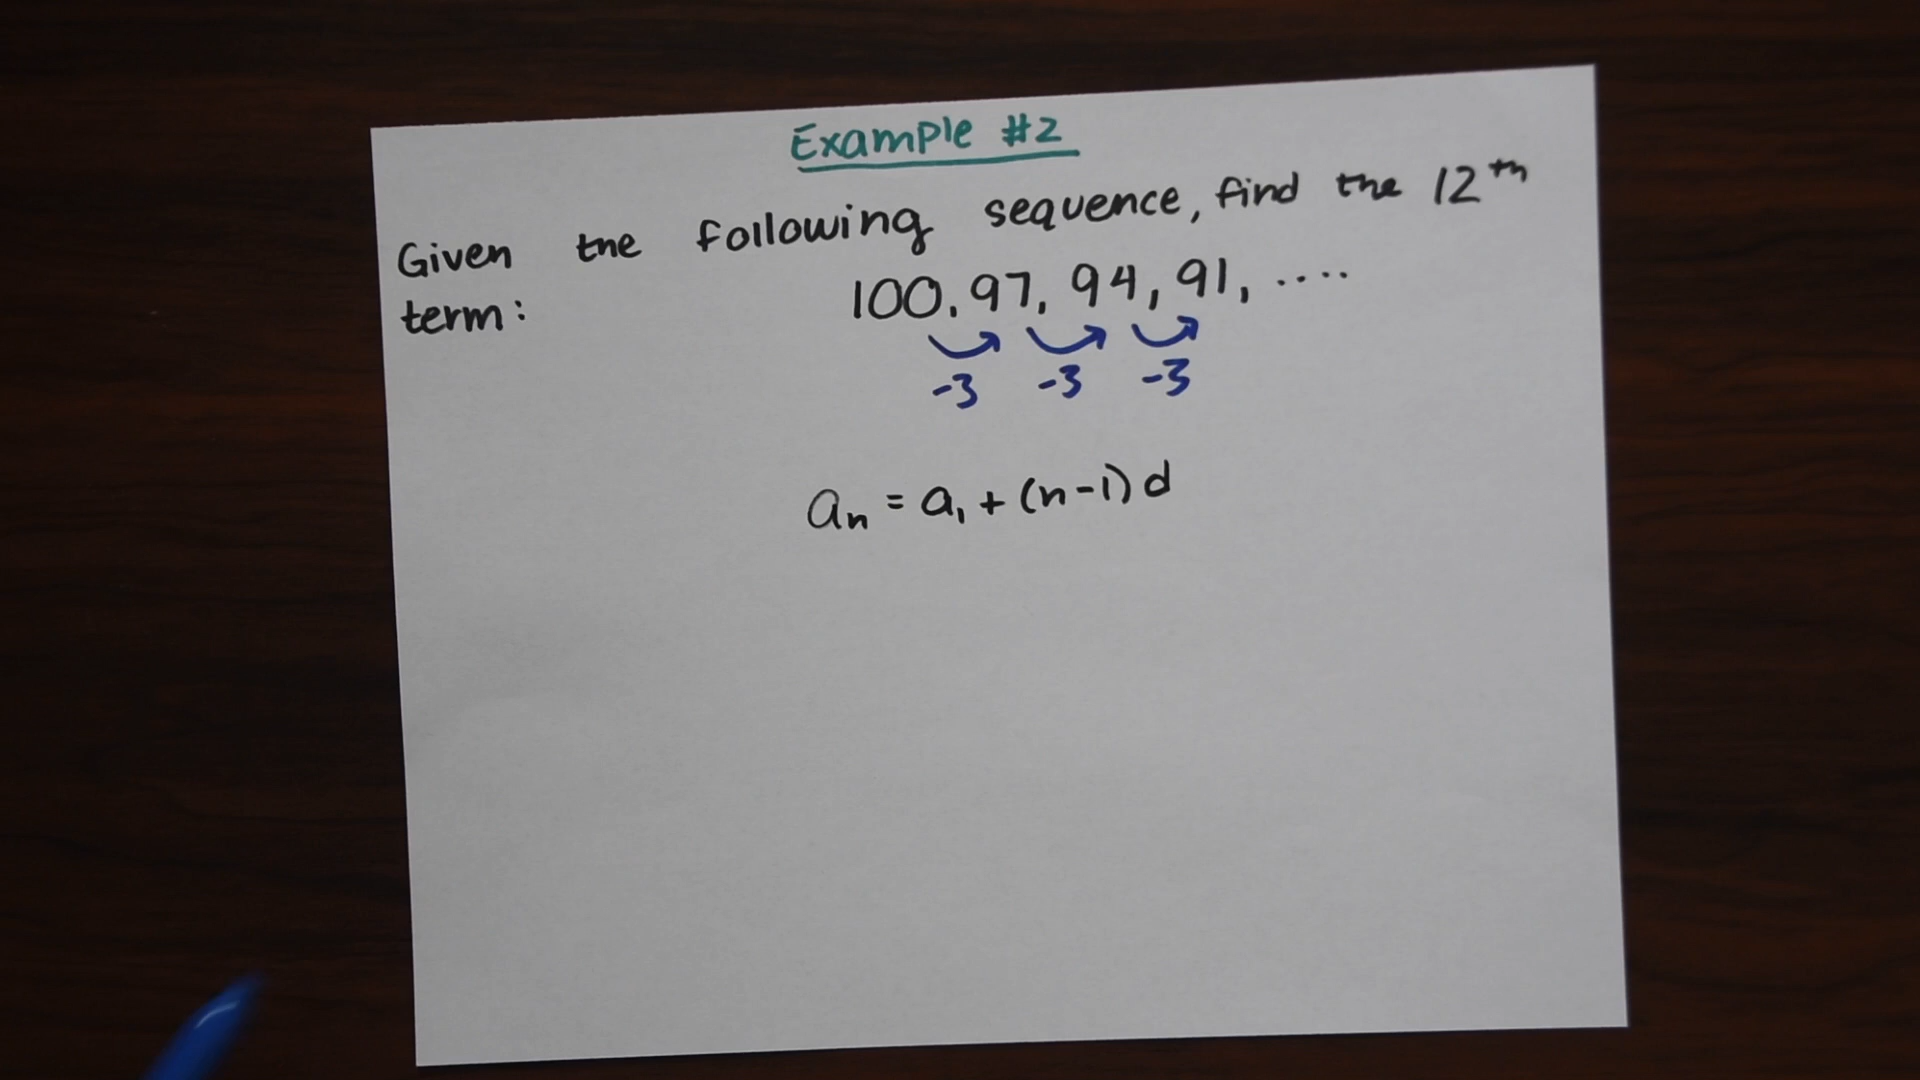 Example #2
Given the following sequence, find the 12th
term:
100, 97, 94, 91, ....
-3 -3 -3
an = a1 + (n-1) d